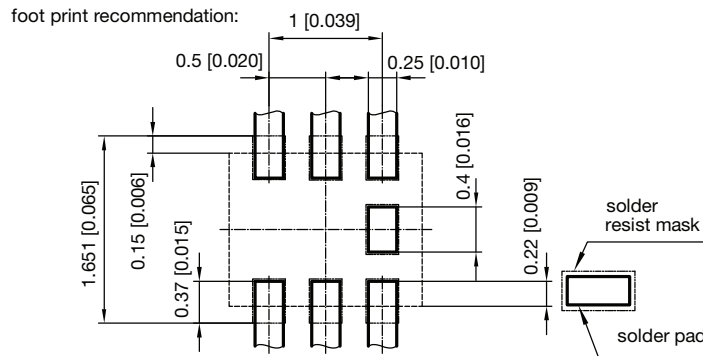 foot print recommendation:
1 [0.039]
0.5 [0.020]
0.25 [0.010]
1.651 [0.065]
0.15 [0.006]
0.37 [0.015]
0.4 [0.016]
0.22 [0.009]
solder
resist mask
solder pad